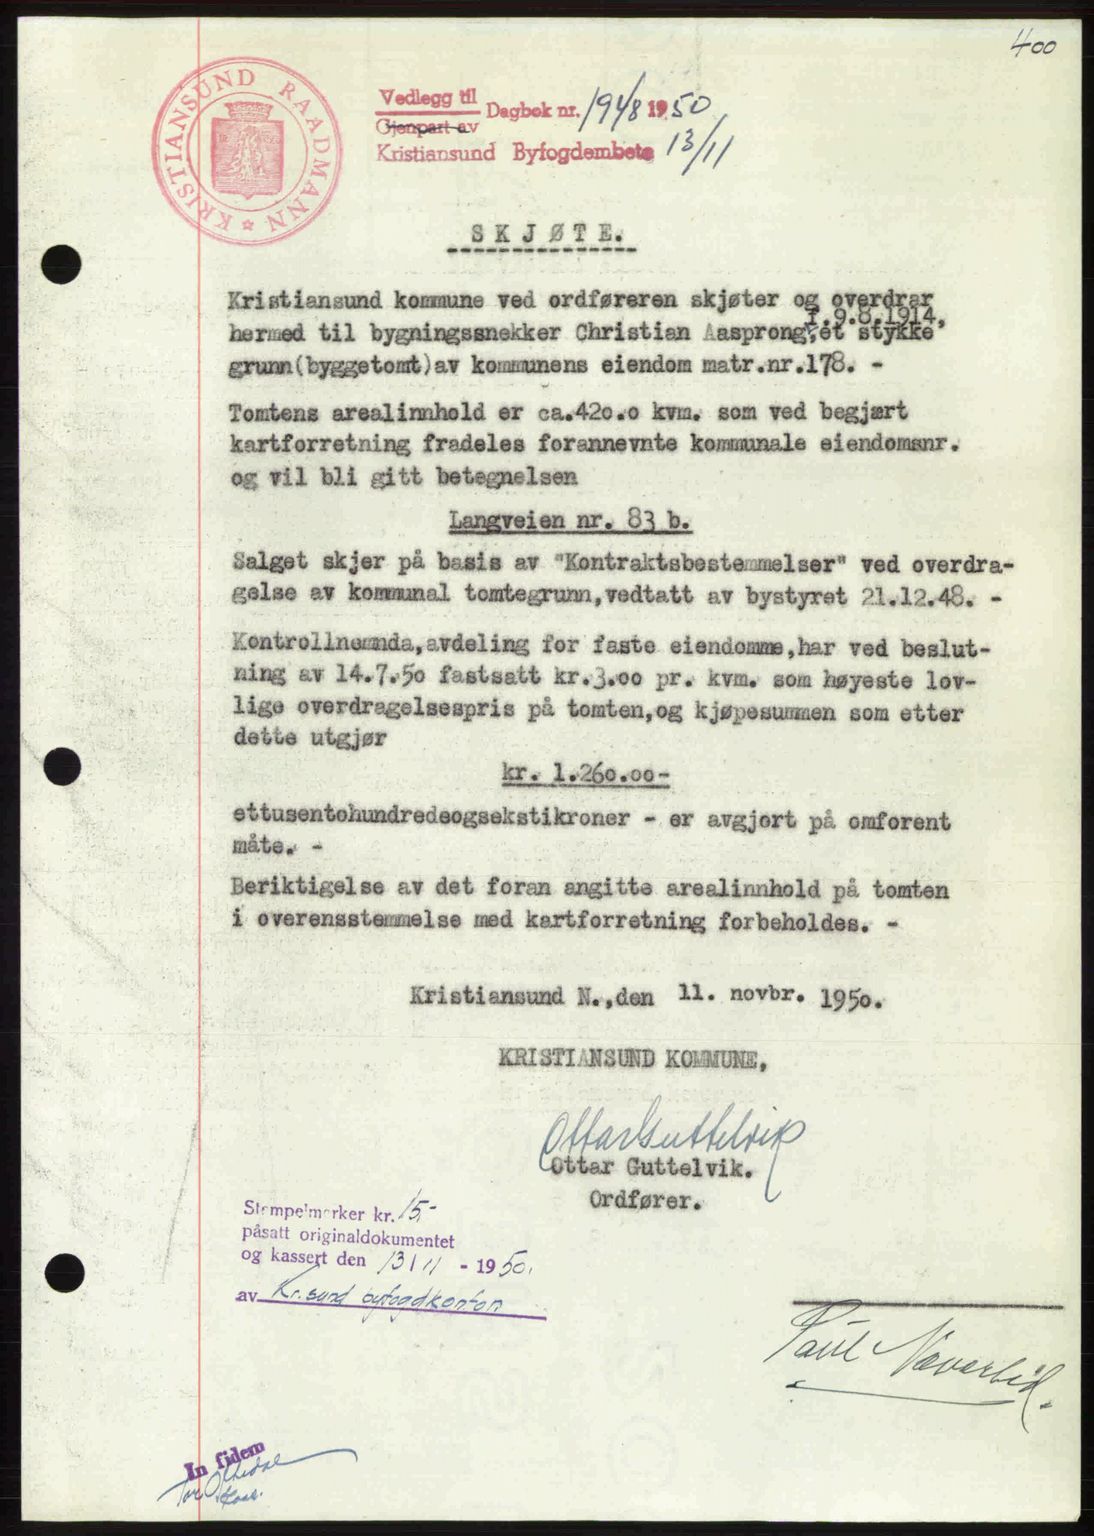 400
KRISTIANSUND RAADMANN
Vedlegg til
Gjenpart av Dagbok nr. 1948 1950
Kristiansund Byfogdembete 13/11
SKJØTE.
Kristiansund kommune ved ordføreren skjøter og overdrar
f. 9.8.1914,
hermed til bygningssnekker Christian Aasprong, et stykke
grunn(byggetomt)av kommunens eiendom matr.nr.178. -
Tomtens arealinnhold er ca.420.0 kvm. som ved begjært
kartforretning fradeles forannevnte kommunale eiendomsnr.
og vil bli gitt betegnelsen
Langveien nr. 83 b.
Salget skjer på basis av "Kontraktsbestemmelser" ved overdra-
gelse av kommunal tomtegrunn,vedtatt av bystyret 21.12.48. -
Kontrollnemnda,avdeling for faste eiendomme,har ved beslut-
ning av 14.7.50 fastsatt kr.3.00 pr. kvm. som høyeste lov-
lige overdragelsespris på tomten,og kjøpesummen som etter
dette utgjør
kr. 1.260.00-
ettusentohundredeogsekstikroner - er avgjort på omforent
måte. -
Beriktigelse av det foran angitte arealinnhold på tomten
i overensstemmelse med kartforretning forbeholdes. -
Kristiansund N.,den 11. novbr. 1950.
KRISTIANSUND KOMMUNE,
Ottar Guttelvik
Ottar Guttelvik.
Ordfører.
Stempelmerker kr. 15,-
påsatt originaldokumentet
og kassert den 13/11 - 1950.
av Kr.sund byfogdkontor
Paul
In fidem